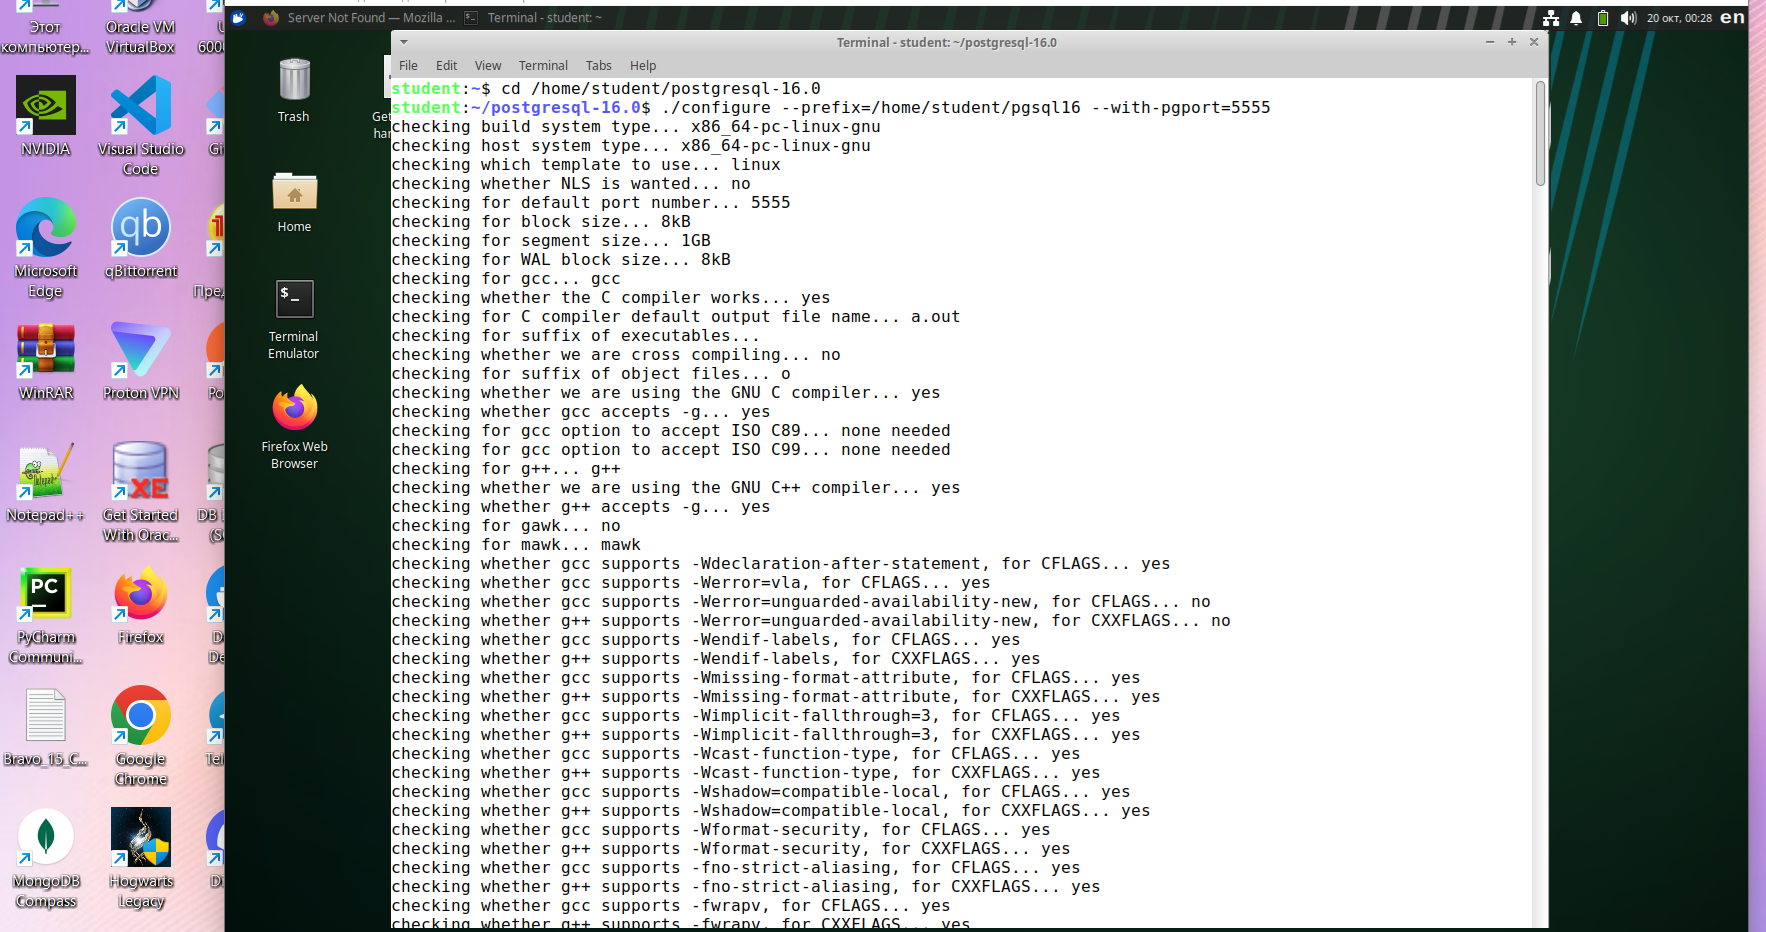 Этот
компьютер...
Oracle VM
VirtualBox
NVIDIA
Visual Studio
Code
Microsoft
Edge
qb
qBittorrent
WinRAR
Proton VPN
Notepad++
XE
Get Started
With Orac...
PC
PyCharm
Communi...
Firefox
Bravo_15_C...
Google
Chrome
MongoDB
Compass
Hogwarts
Legacy
Server Not Found — Mozilla ...
Terminal - student: ~
20 окт, 00:28
en
Trash
Home
$_
Terminal
Emulator
Firefox Web
Browser
Terminal - student: ~/postgresql-16.0
File Edit View Terminal Tabs Help
student:~$ cd /home/student/postgresql-16.0
student:~/postgresql-16.0$ ./configure --prefix=/home/student/pgsql16 --with-pgport=5555
checking build system type... x86_64-pc-linux-gnu
checking host system type... x86_64-pc-linux-gnu
checking which template to use... linux
checking whether NLS is wanted... no
checking for default port number... 5555
checking for block size... 8kB
checking for segment size... 1GB
checking for WAL block size... 8kB
checking for gcc... gcc
checking whether the C compiler works... yes
checking for C compiler default output file name... a.out
checking for suffix of executables...
checking whether we are cross compiling... no
checking for suffix of object files... o
checking whether we are using the GNU C compiler... yes
checking whether gcc accepts -g... yes
checking for gcc option to accept ISO C89... none needed
checking for gcc option to accept ISO C99... none needed
checking for g++... g++
checking whether we are using the GNU C++ compiler... yes
checking whether g++ accepts -g... yes
checking for gawk... no
checking for mawk... mawk
checking whether gcc supports -Wdeclaration-after-statement, for CFLAGS... yes
checking whether gcc supports -Werror=vla, for CFLAGS... yes
checking whether gcc supports -Werror=unguarded-availability-new, for CFLAGS... no
checking whether g++ supports -Werror=unguarded-availability-new, for CXXFLAGS... no
checking whether gcc supports -Wendif-labels, for CFLAGS... yes
checking whether g++ supports -Wendif-labels, for CXXFLAGS... yes
checking whether gcc supports -Wmissing-format-attribute, for CFLAGS... yes
checking whether g++ supports -Wmissing-format-attribute, for CXXFLAGS... yes
checking whether gcc supports -Wimplicit-fallthrough=3, for CFLAGS... yes
checking whether g++ supports -Wimplicit-fallthrough=3, for CXXFLAGS... yes
checking whether gcc supports -Wcast-function-type, for CFLAGS... yes
checking whether g++ supports -Wcast-function-type, for CXXFLAGS... yes
checking whether gcc supports -Wshadow=compatible-local, for CFLAGS... yes
checking whether g++ supports -Wshadow=compatible-local, for CXXFLAGS... yes
checking whether gcc supports -Wformat-security, for CFLAGS... yes
checking whether g++ supports -Wformat-security, for CXXFLAGS... yes
checking whether gcc supports -fno-strict-aliasing, for CFLAGS... yes
checking whether g++ supports -fno-strict-aliasing, for CXXFLAGS... yes
checking whether gcc supports -fwrapv, for CFLAGS... yes
checking whether g++ supports -fwrapv, for CXXFLAGS... yes